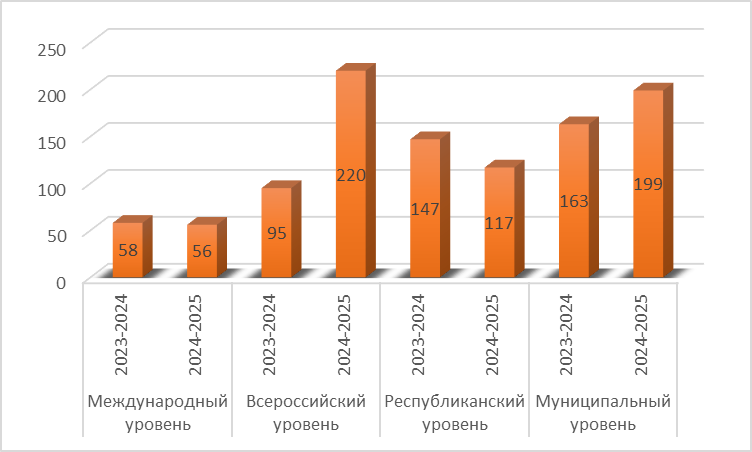 250
200
150
100
50
0
58
56
95
220
147
117
163
199
2023-2024
2024-2025
2023-2024
2024-2025
2023-2024
2024-2025
2023-2024
2024-2025
Международный
уровень
Всероссийский
уровень
Республиканский
уровень
Муниципальный
уровень